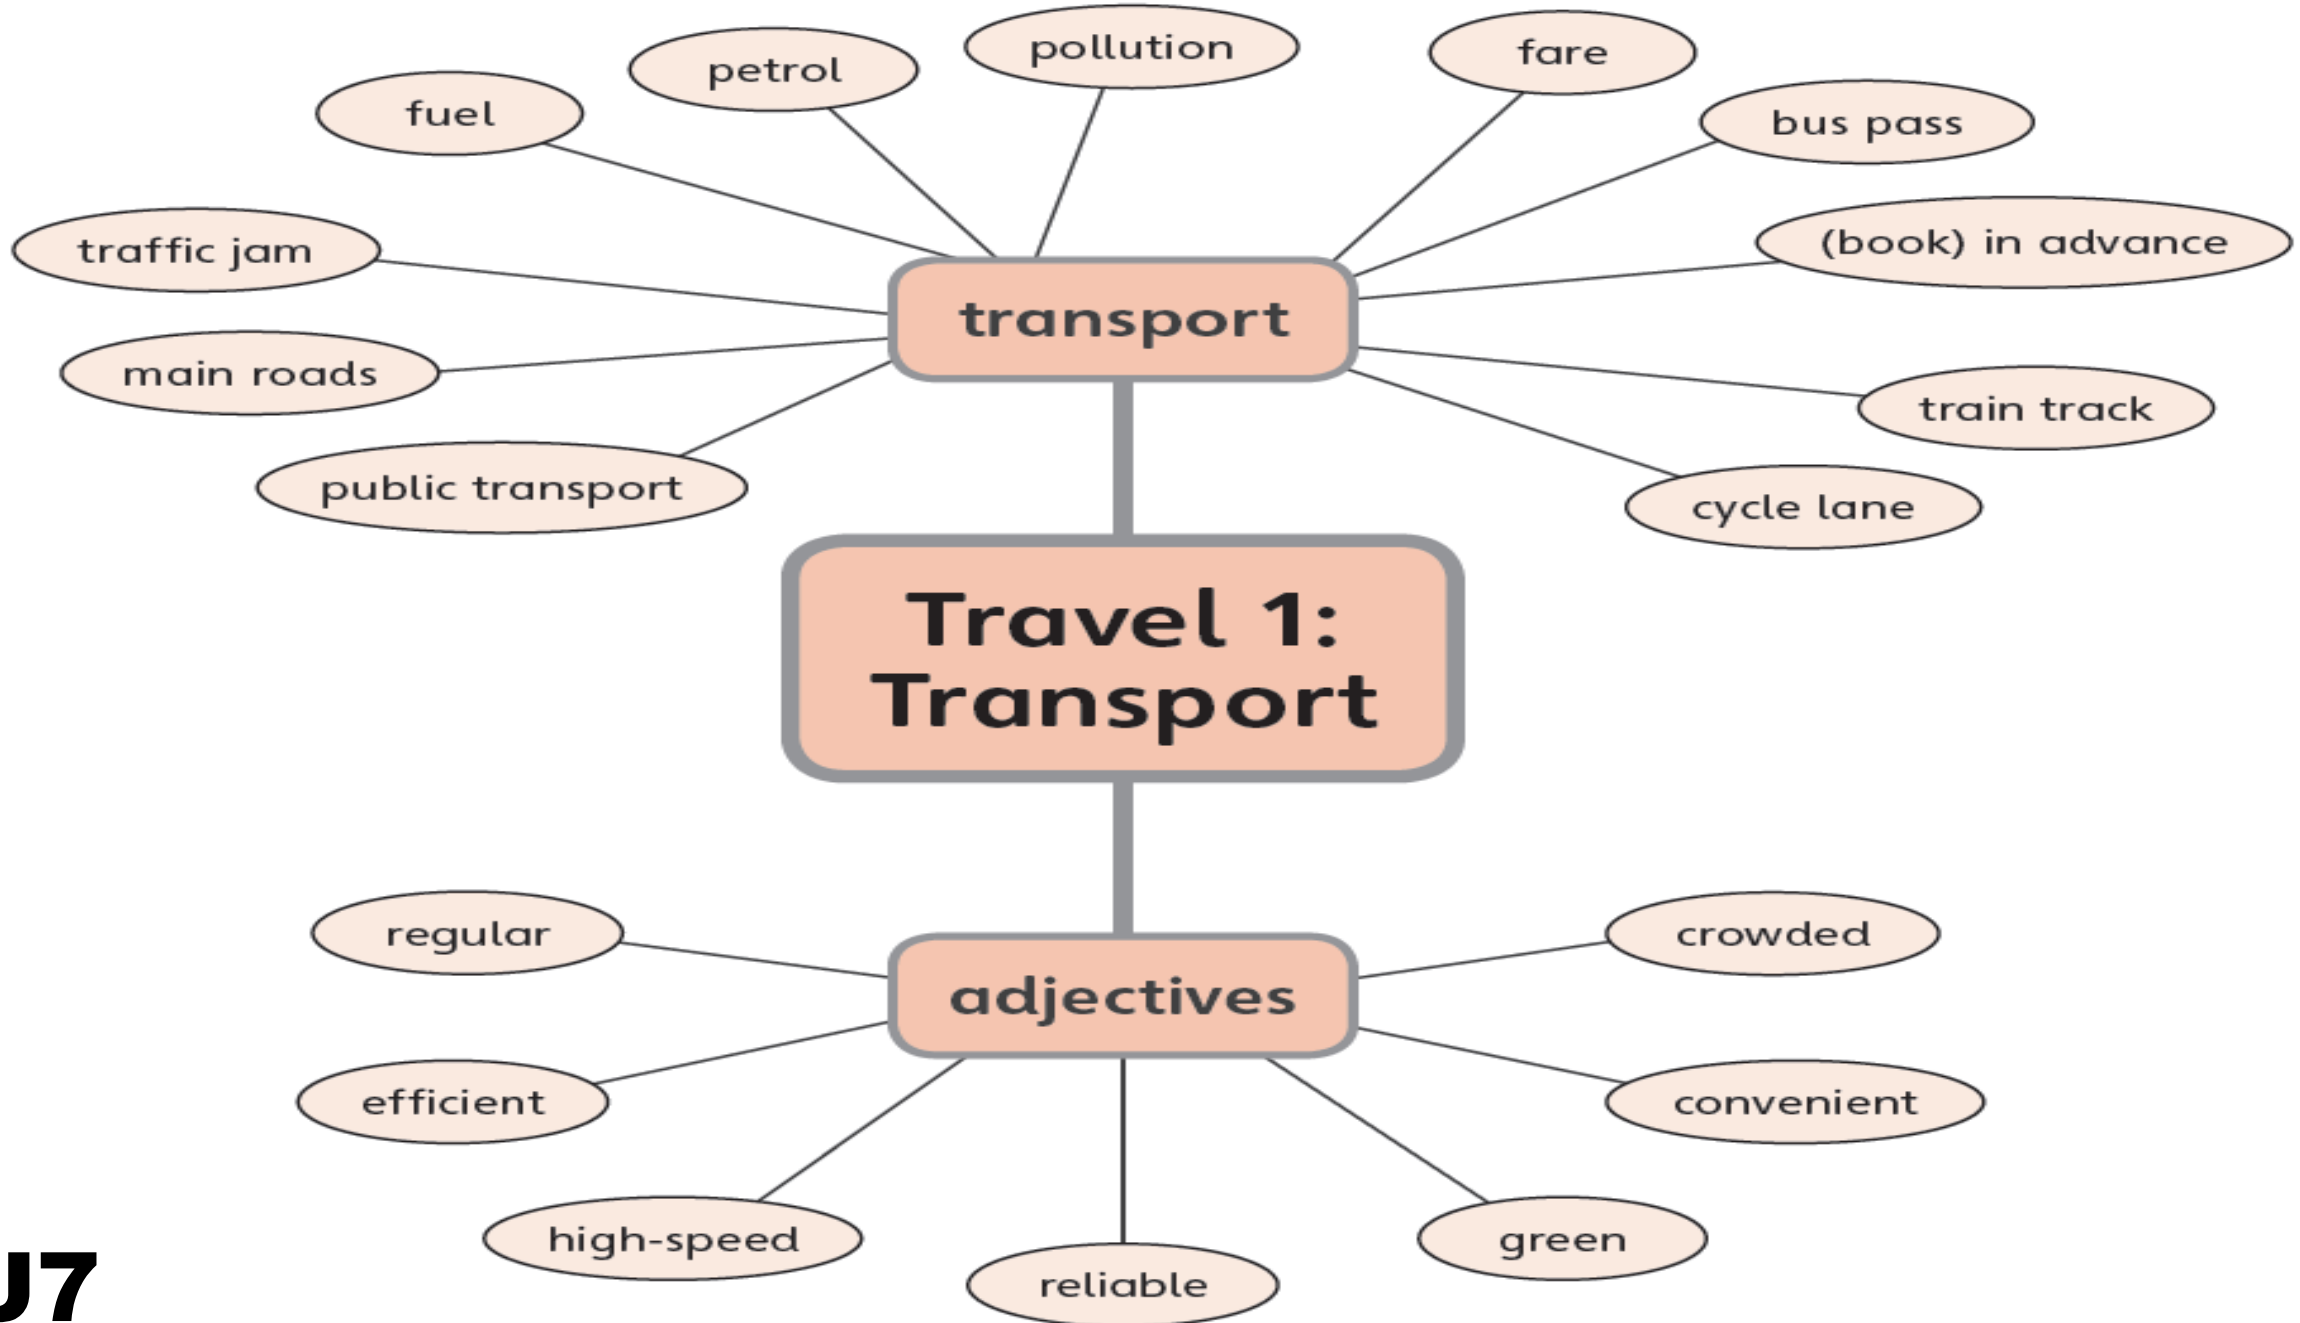 pollution
fare
petrol
fuel
bus pass
(book) in advance
traffic jam
transport
main roads
train track
public transport
cycle lane
Travel 1:
Transport
regular
crowded
adjectives
efficient
convenient
high-speed
green
reliable
U7